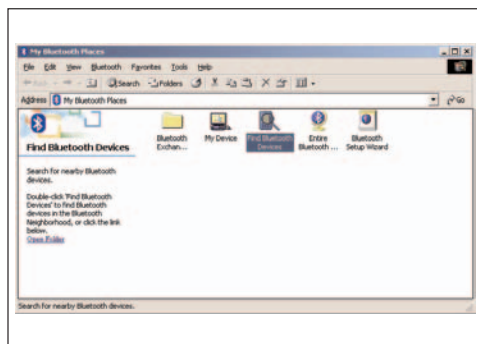 My Bluetooth Places
File Edit View Bluetooth Favorites Tools Help
Search Folders
Address My Bluetooth Places Go
Find Bluetooth Devices
Search for nearby Bluetooth
devices.
Double-click 'Find Bluetooth
Devices' to find Bluetooth
devices in the Bluetooth
Neighborhood, or click the link
below.
Open Folder
Bluetooth
Exchan...
My Device
Find Bluetooth
Devices
Entire
Bluetooth ...
Bluetooth
Setup Wizard
Search for nearby Bluetooth devices.